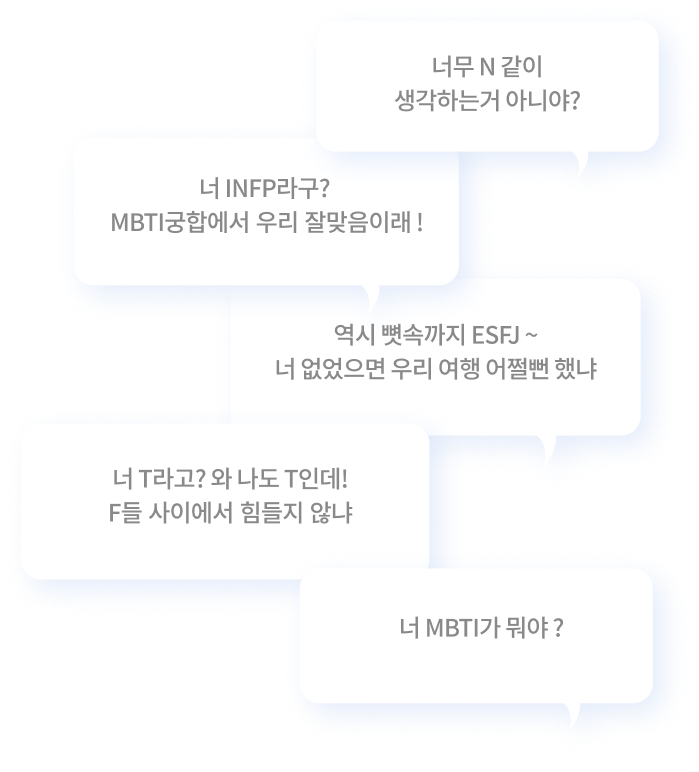 너무 N 같이
생각하는거 아니야?
너 INFP라구?
MBTI궁합에서 우리 잘맞음이래 !
역시 뼛속까지 ESFJ ~
너 없었으면 우리 여행 어쩔뻔 했냐
너 T라고? 와 나도 T인데!
F들 사이에서 힘들지 않냐
너 MBTI가 뭐야 ?